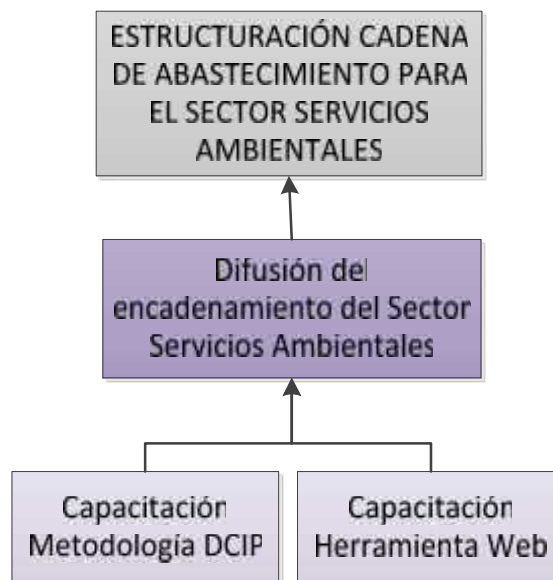 ESTRUCTURACIÓN CADENA
DE ABASTECIMIENTO PARA
EL SECTOR SERVICIOS
AMBIENTALES
Difusión del
encadenamiento del Sector
Servicios Ambientales
Capacitación
Metodología DCIP
Capacitación
Herramienta Web